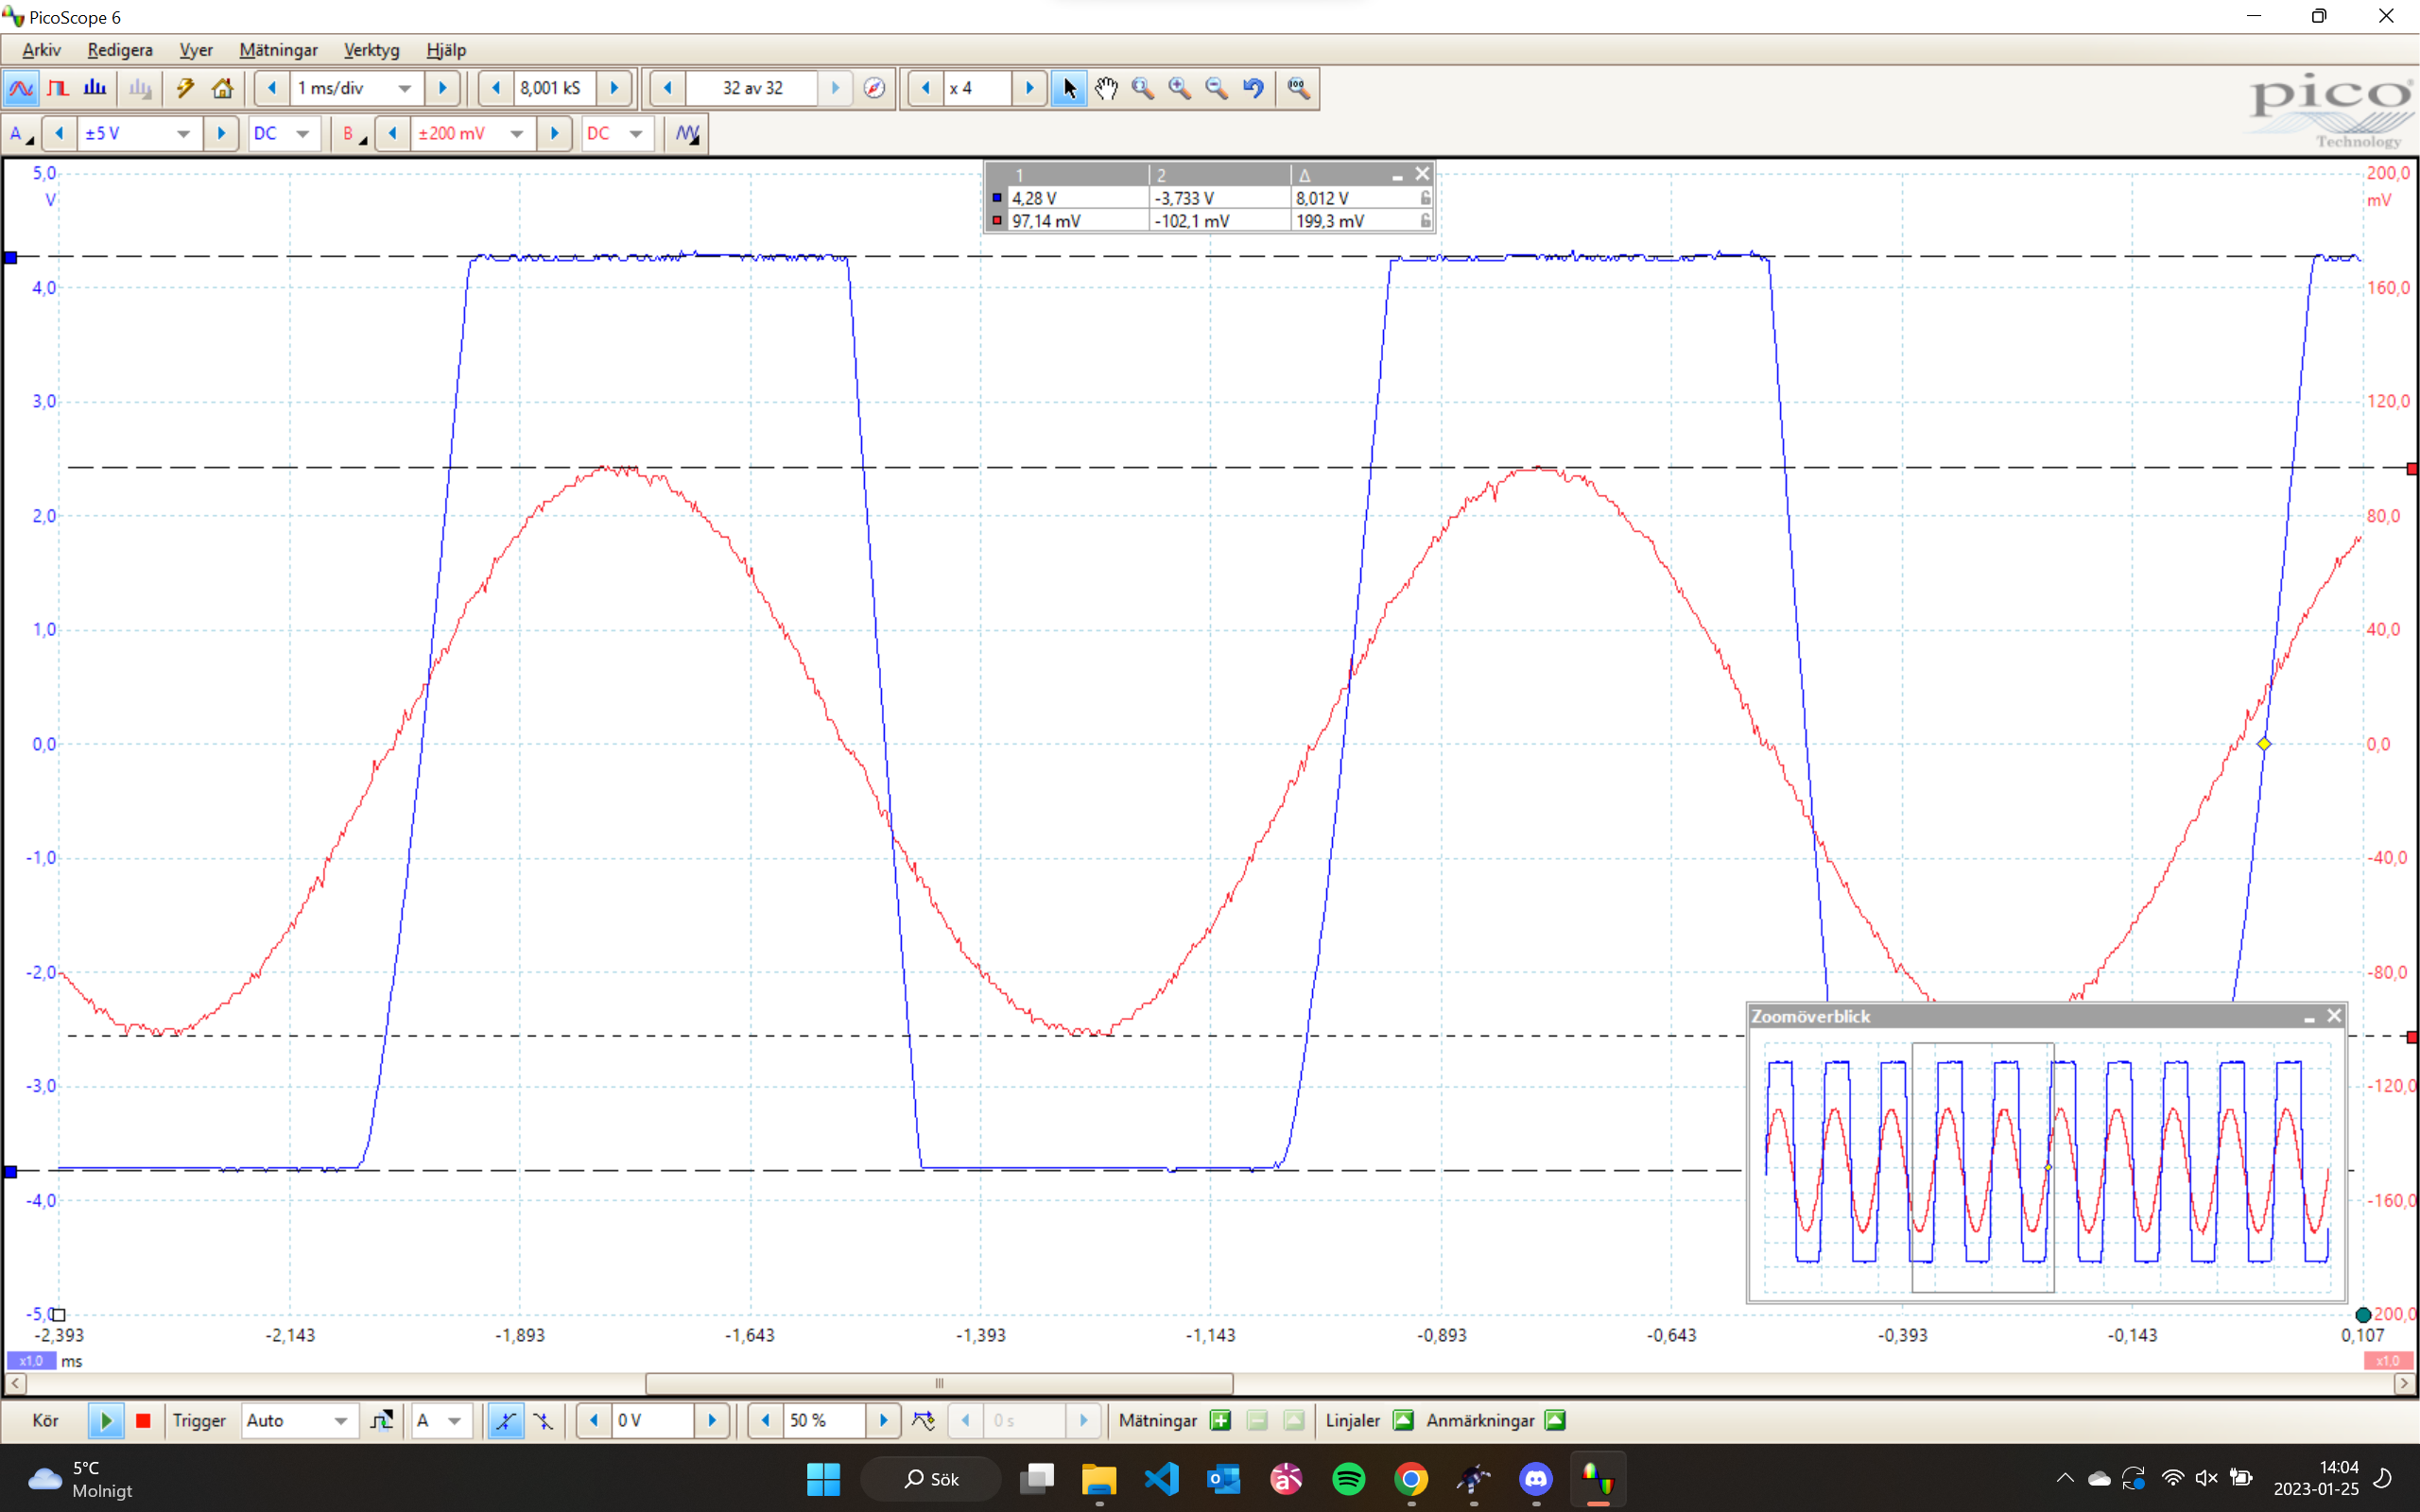 PicoScope 6
Arkiv Redigera Vyer Mätningar Verktyg Hjälp
1 ms/div 8,001 kS 32 av 32 x 4
pico
Technology
A ±5 V DC B ±200 mV DC
5,0 200,0
V mV
1 2 Δ
4,28 V -3,733 V 8,012 V
97,14 mV -102,1 mV 199,3 mV
4,0 160,0
3,0 120,0
2,0 80,0
1,0 40,0
0,0 0,0
-1,0 -40,0
-2,0 -80,0
Zoomöverblick
-3,0 -120,0
-4,0 -160,0
-5,0 200,0
-2,393 -2,143 -1,893 -1,643 -1,393 -1,143 -0,893 -0,643 -0,393 -0,143 0,107
x1,0 ms x1,0
Kör Trigger Auto A 0 V 50 % 0 s Mätningar Linjaler Anmärkningar
5°C
Molnigt
Sök
14:04
2023-01-25